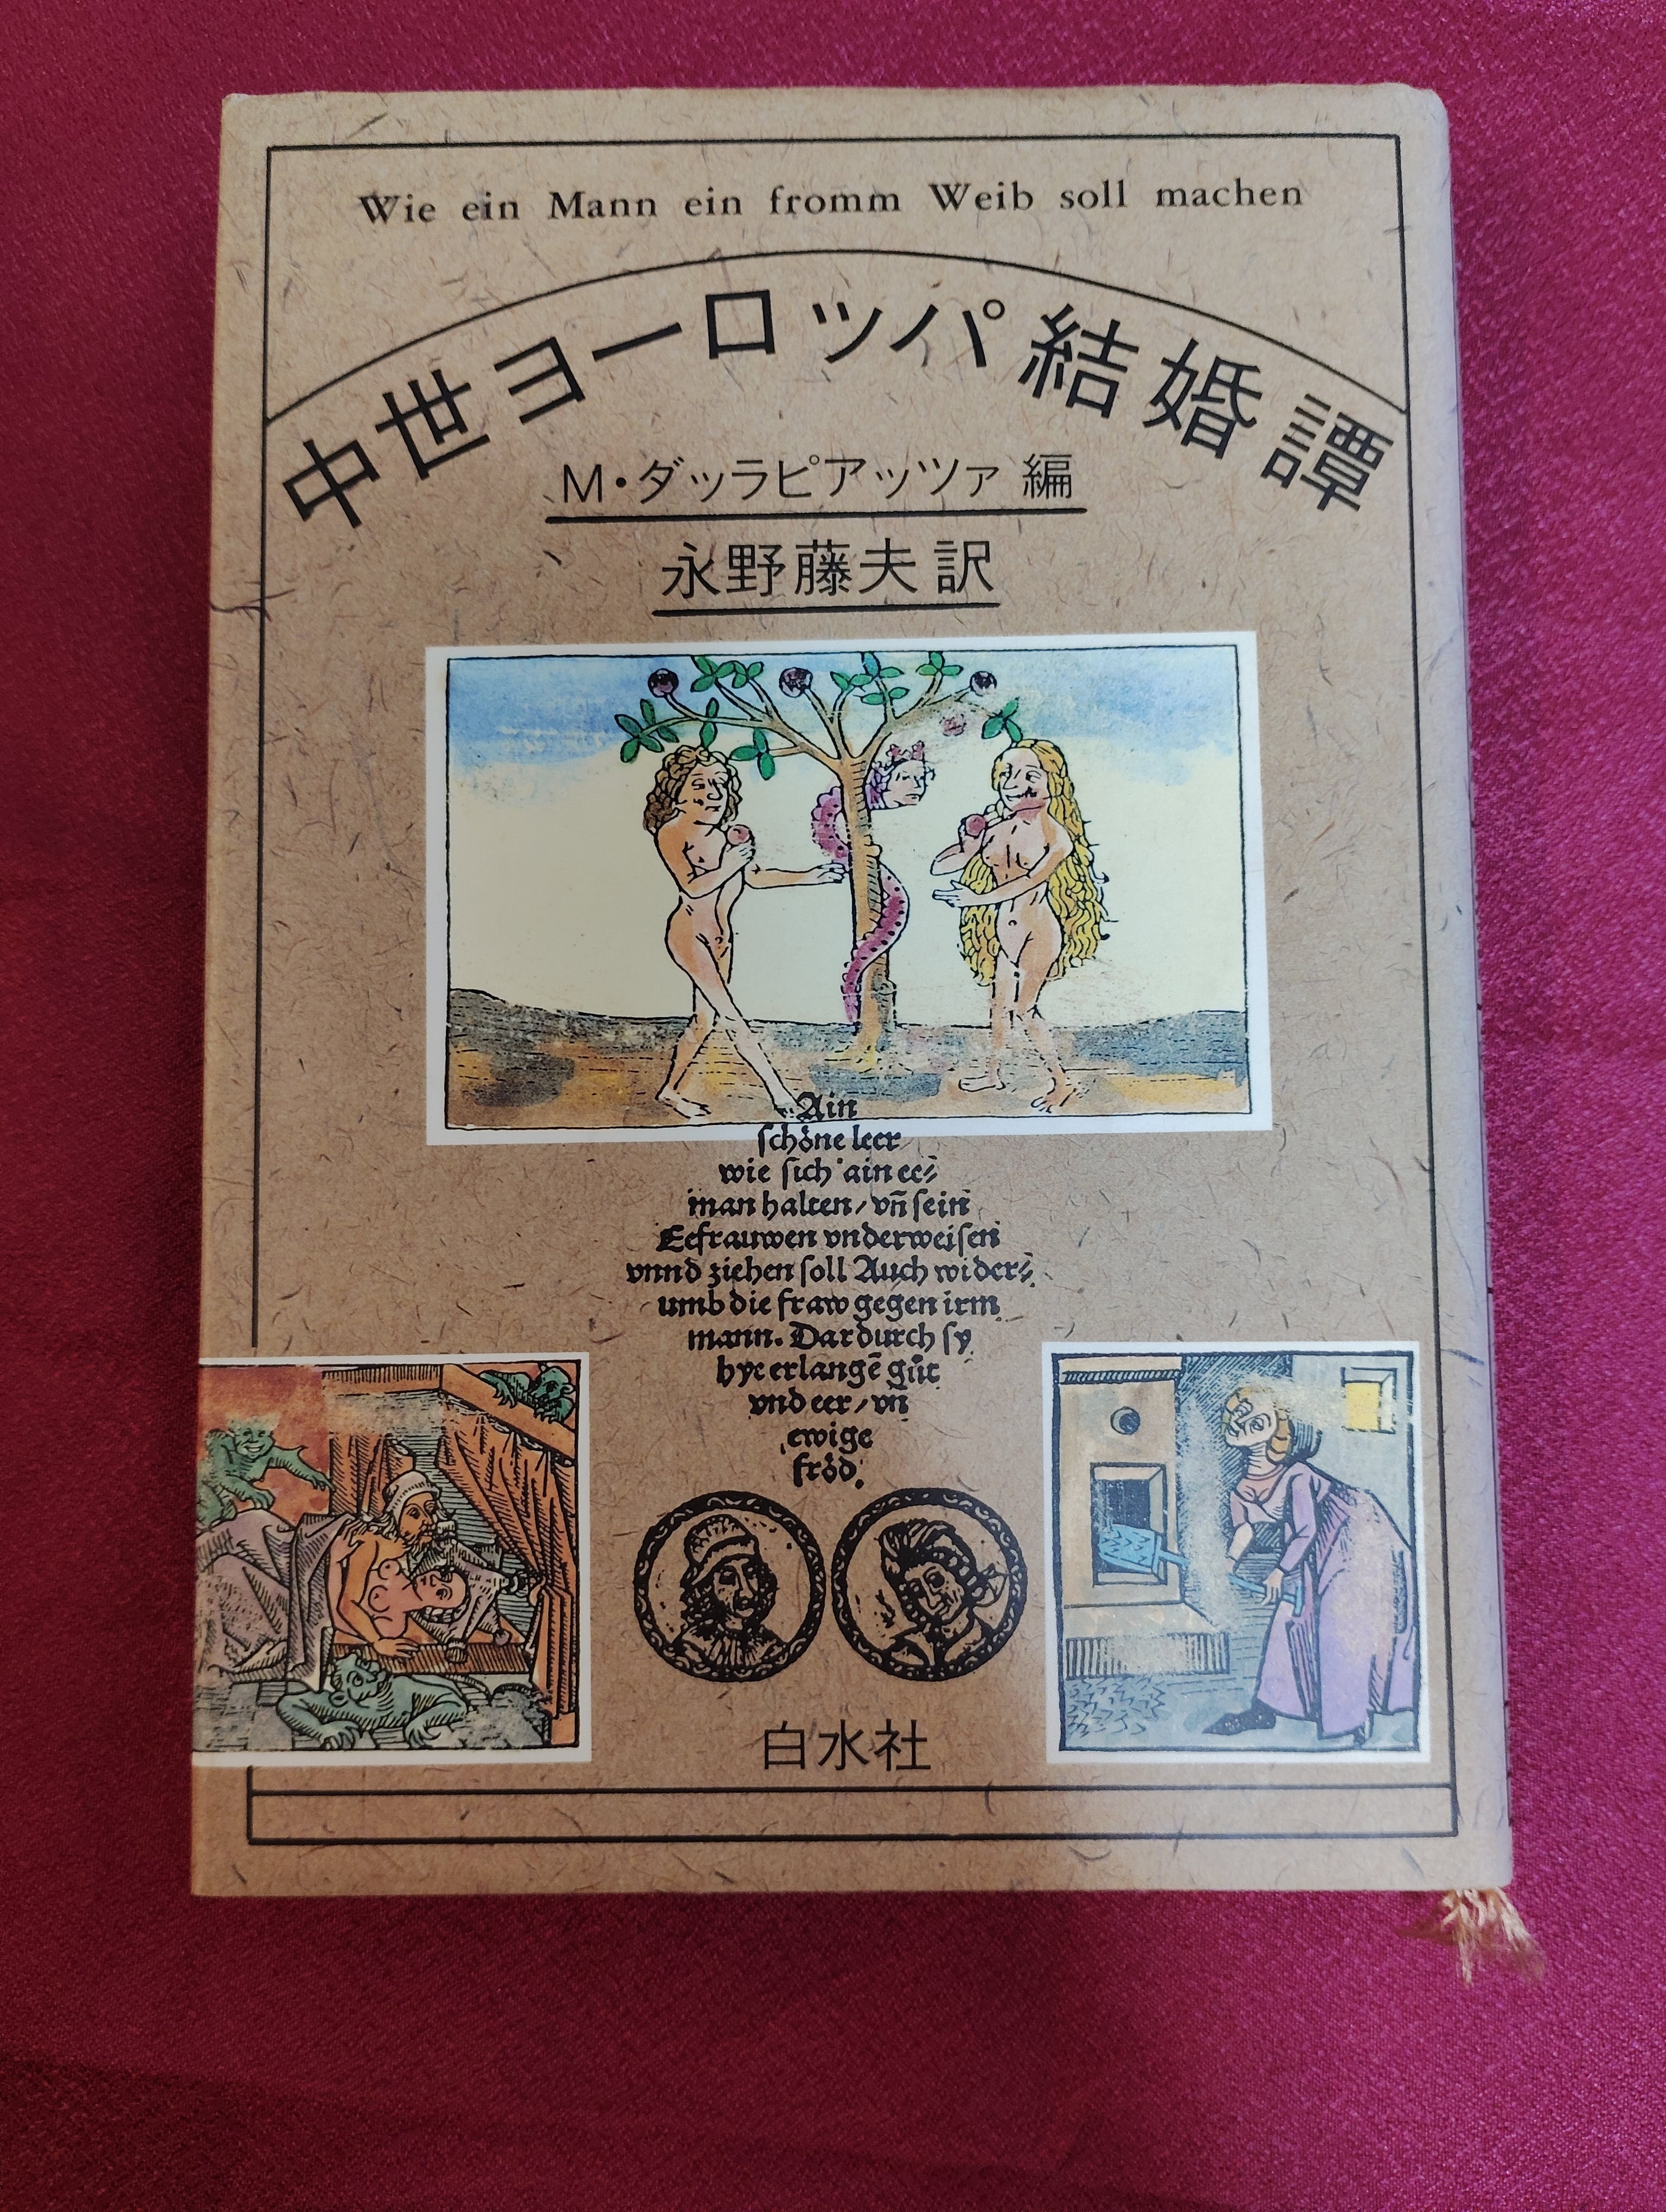 Wie ein Mann ein fromm Weib soll machen
中世ヨーロッパ結婚譚
M・ダッラピアッツァ 編
永野藤夫 訳
Ain
schöne leer
wie sich ain ee⸗
man halten / vñ sein
Eefrauwen vnderweisen
vnnd ziehen soll Auch wider⸗
umb die fraw gegen irm
mann. Dardurch sy
hye erlangē gůt
vnd eer / vñ
ewige
fröd.
白水社